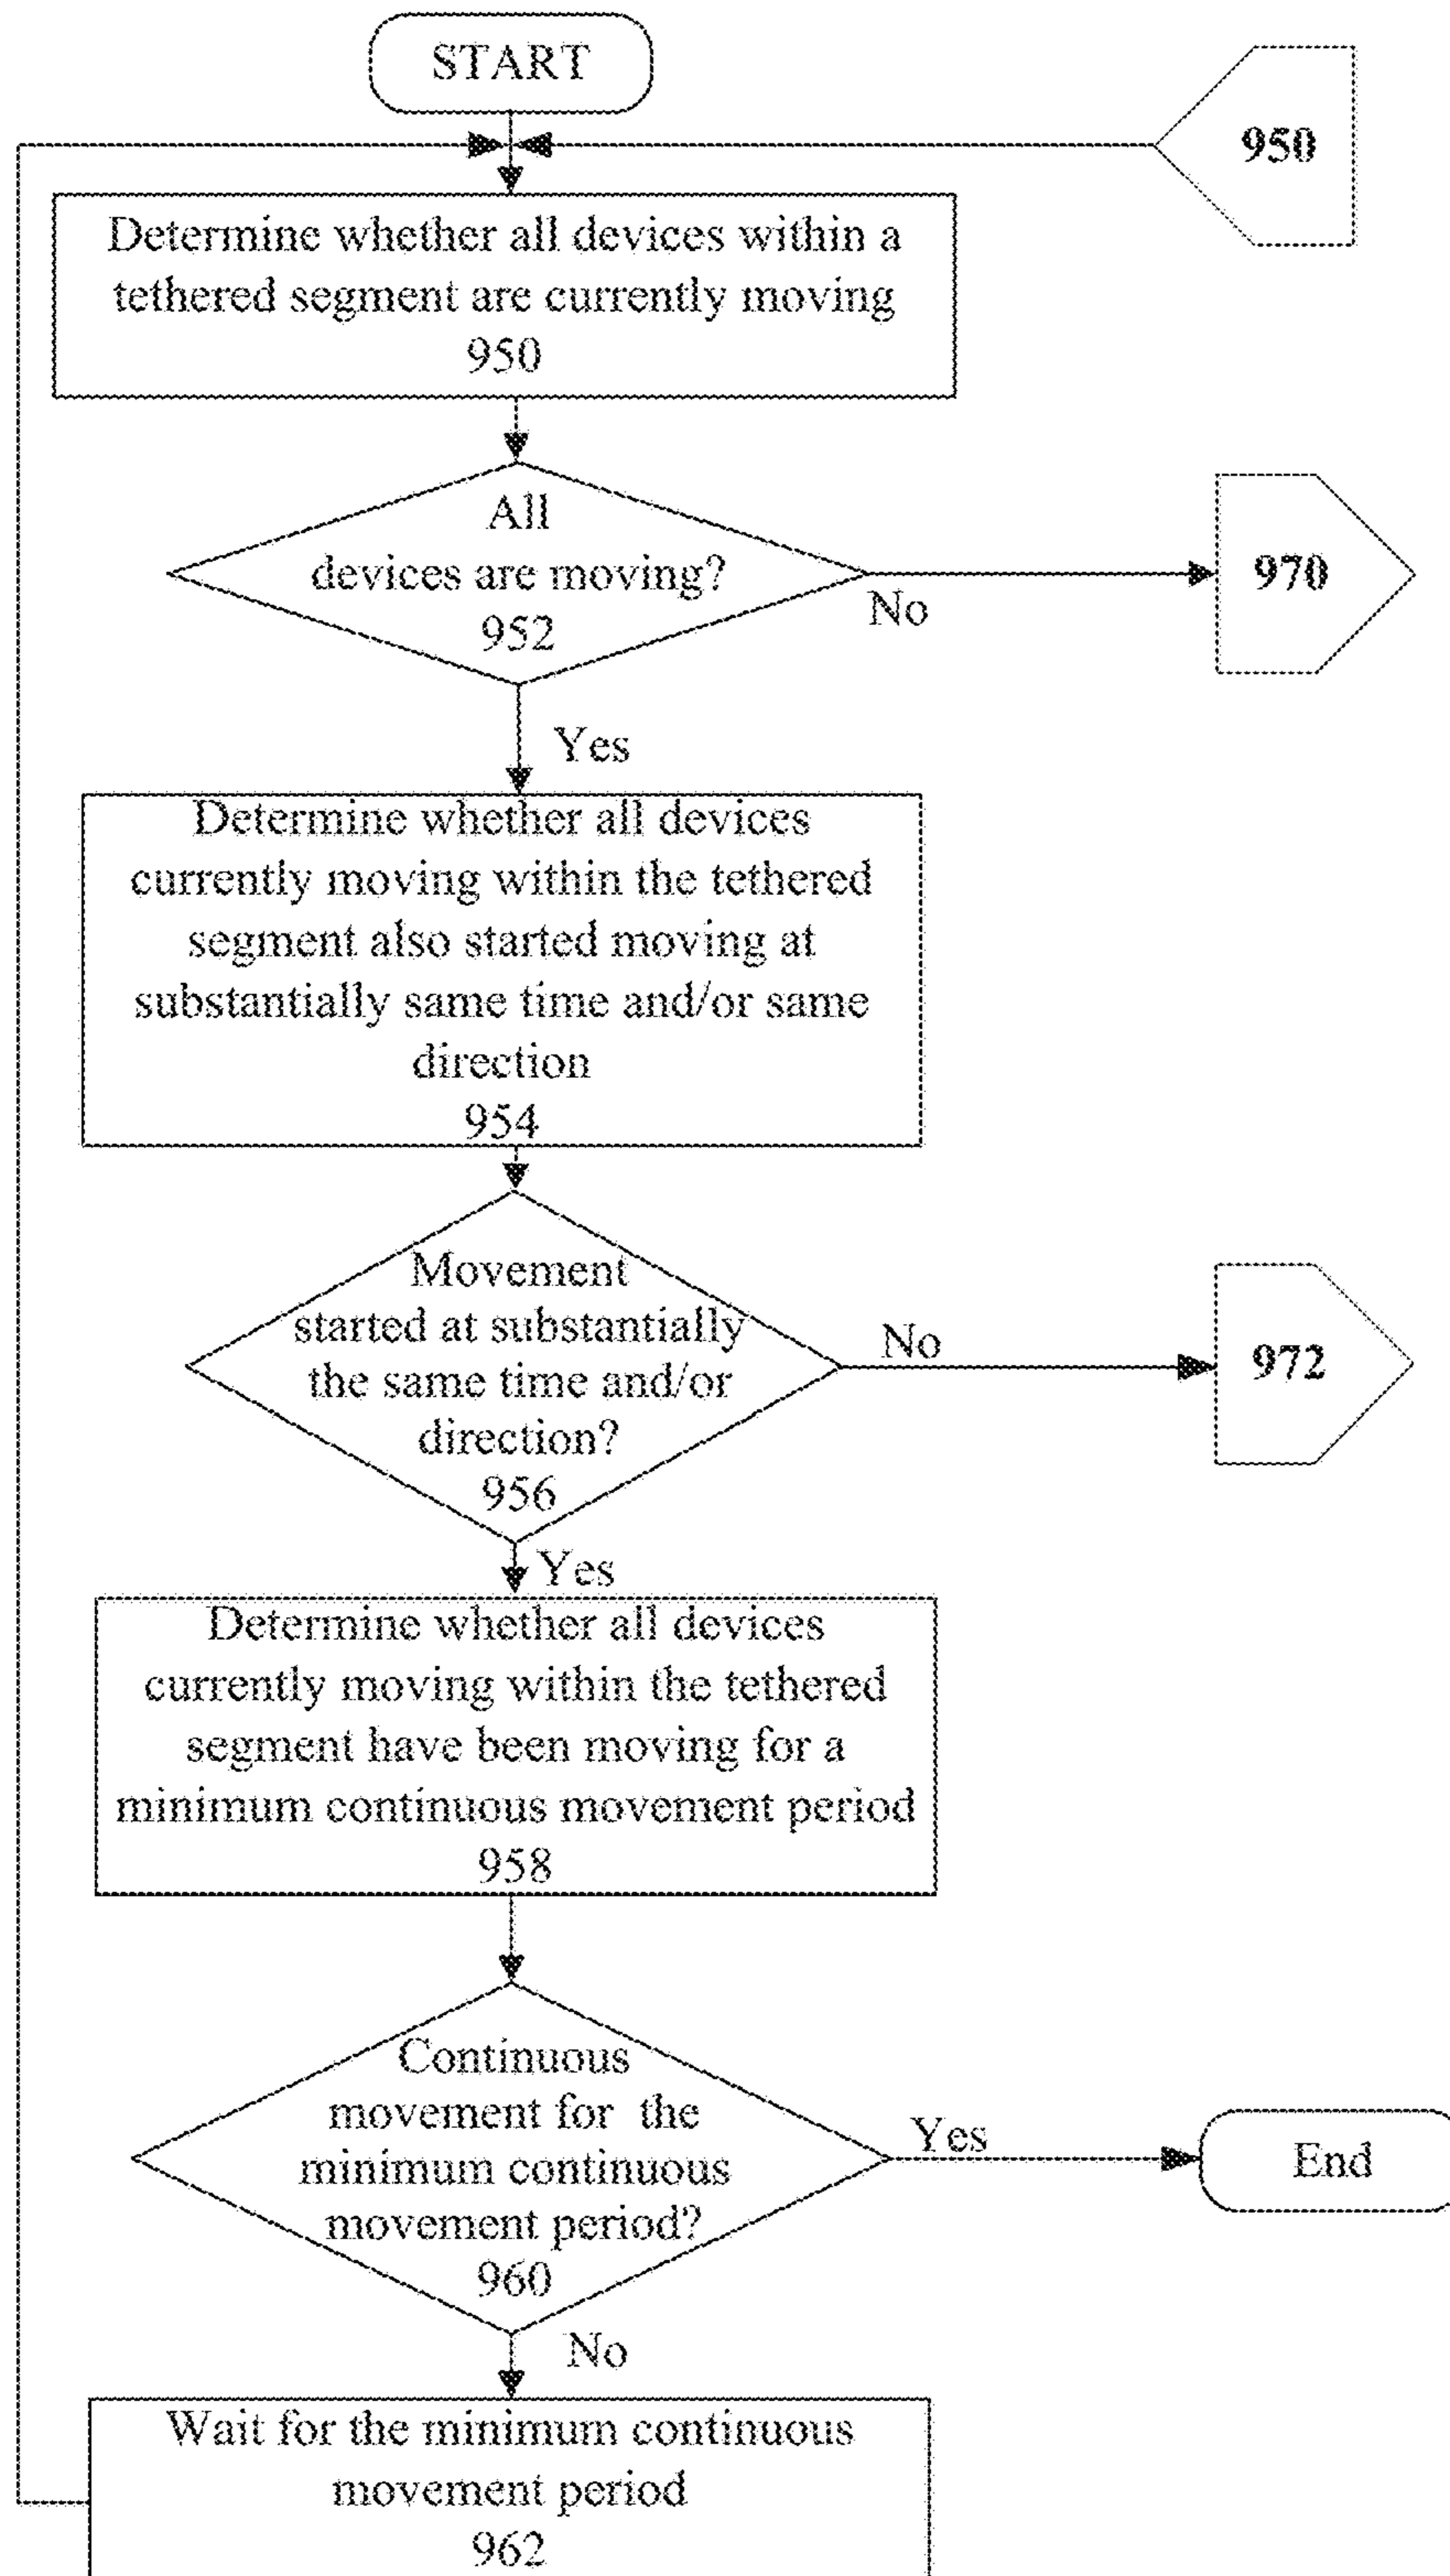 START
950
Determine whether all devices within a
tethered segment are currently moving
950
All
devices are moving?
952
No
970
Yes
Determine whether all devices
currently moving within the tethered
segment also started moving at
substantially same time and/or same
direction
954
Movement
started at substantially
the same time and/or
direction?
956
No
972
Yes
Determine whether all devices
currently moving within the tethered
segment have been moving for a
minimum continuous movement period
958
Continuous
movement for the
minimum continuous
movement period?
960
Yes
End
No
Wait for the minimum continuous
movement period
962